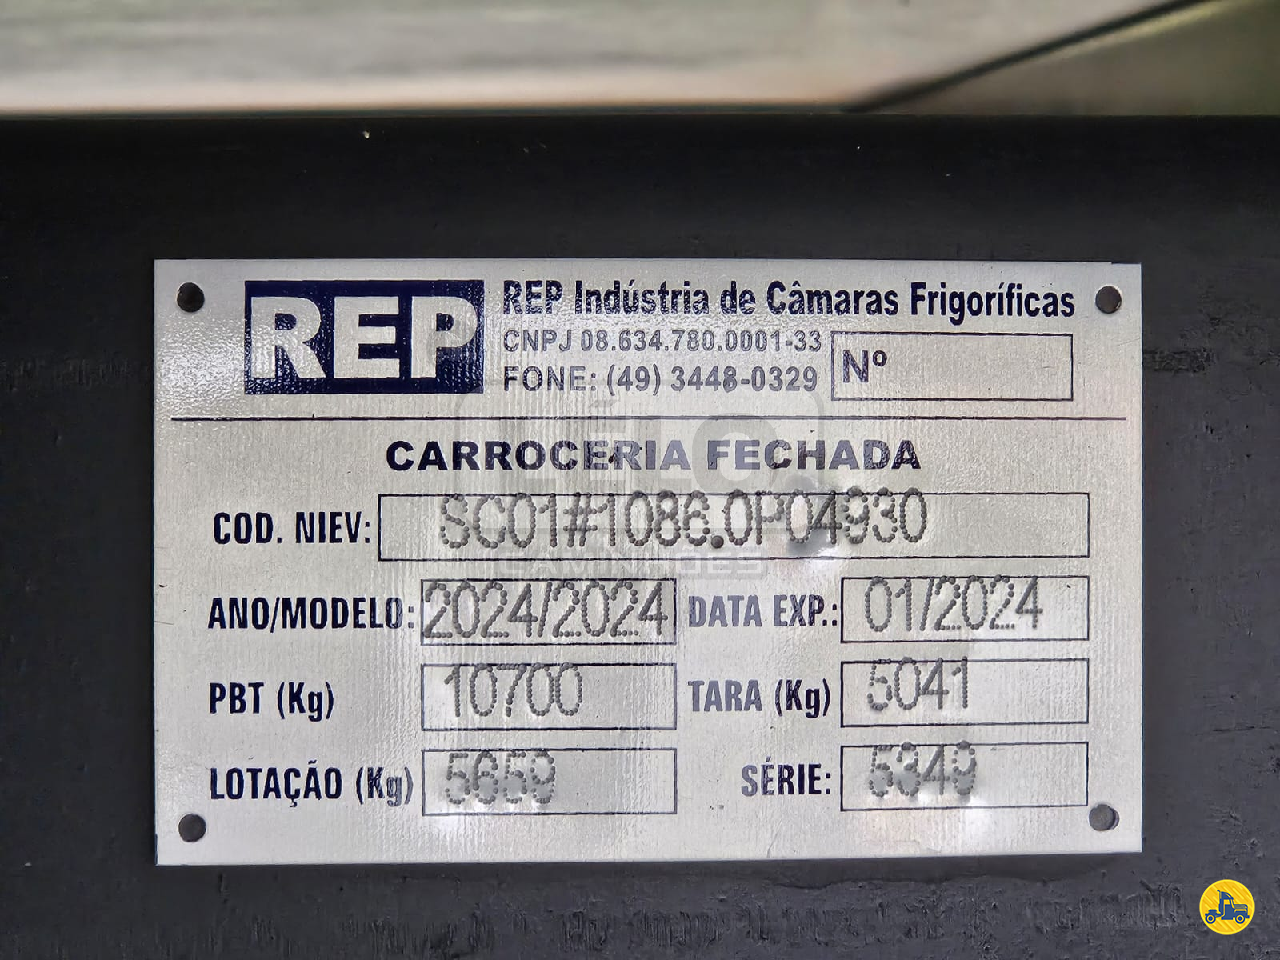 REP
REP Indústria de Câmaras Frigoríficas
CNPJ 08.634.780.0001-33
FONE: (49) 3448-0329
Nº
CARROCERIA FECHADA
COD. NIEV: SC01#1086.0P04930
ANO/MODELO: 2024/2024 DATA EXP.: 01/2024
PBT (Kg) 10700 TARA (Kg) 5041
LOTAÇÃO (Kg) 5659 SÉRIE: 5349
LÉLO
CAMINHÕES